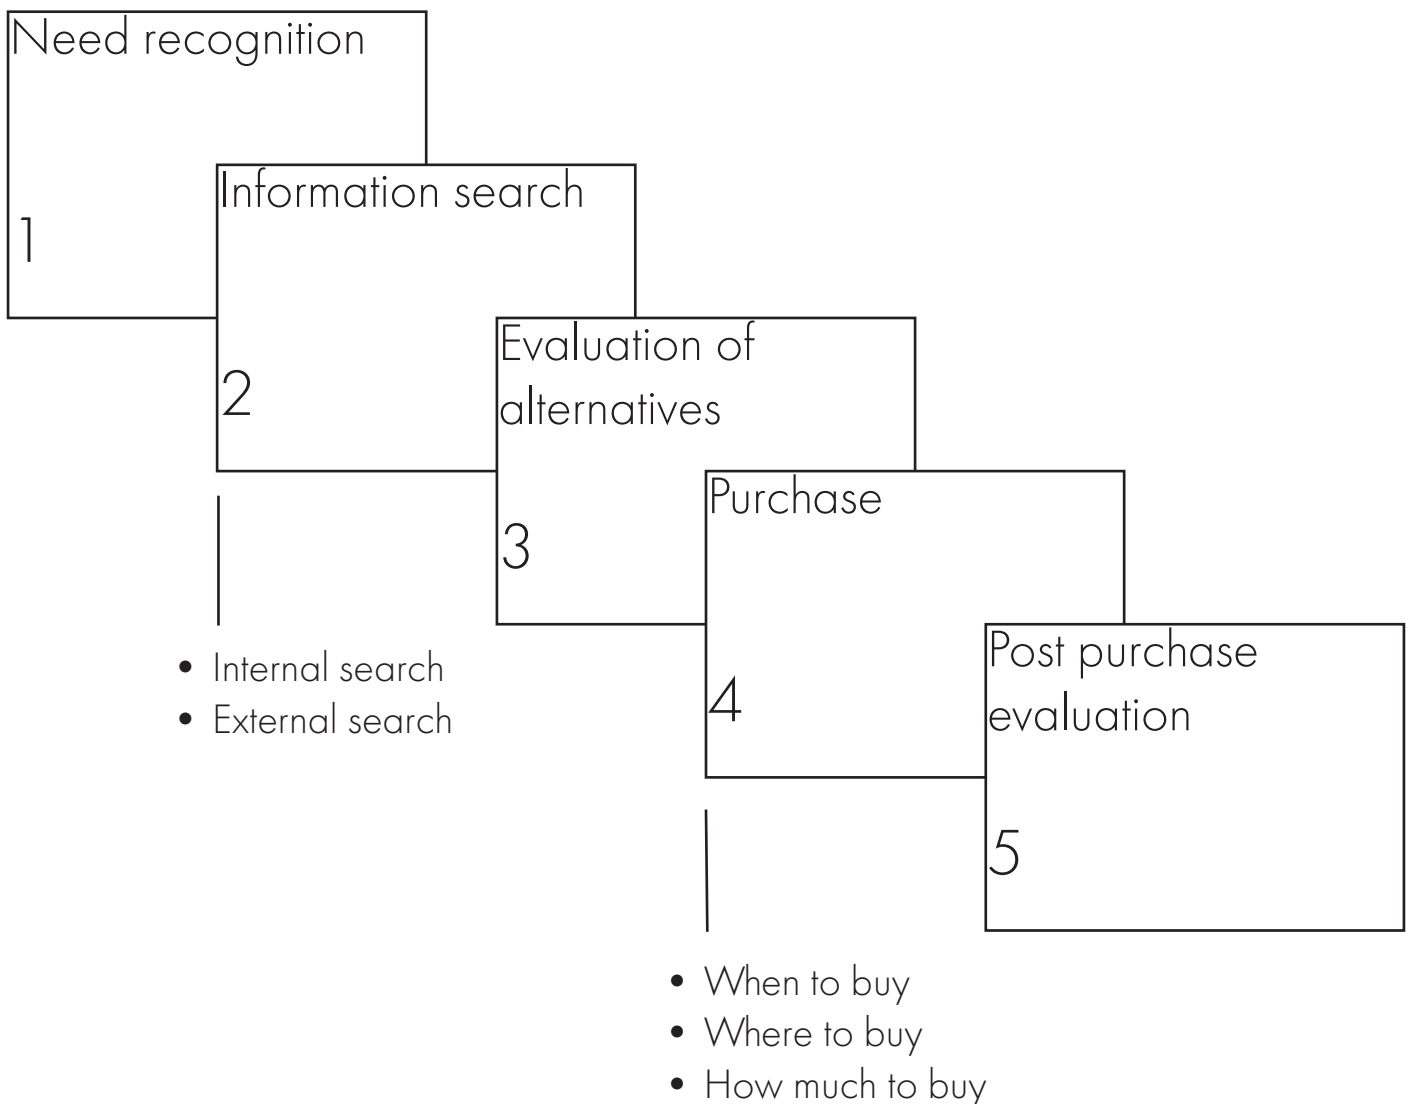 Need recognition
1
Information search
2
Evaluation of
alternatives
3
Purchase
4
Post purchase
evaluation
5
• Internal search
• External search
• When to buy
• Where to buy
• How much to buy